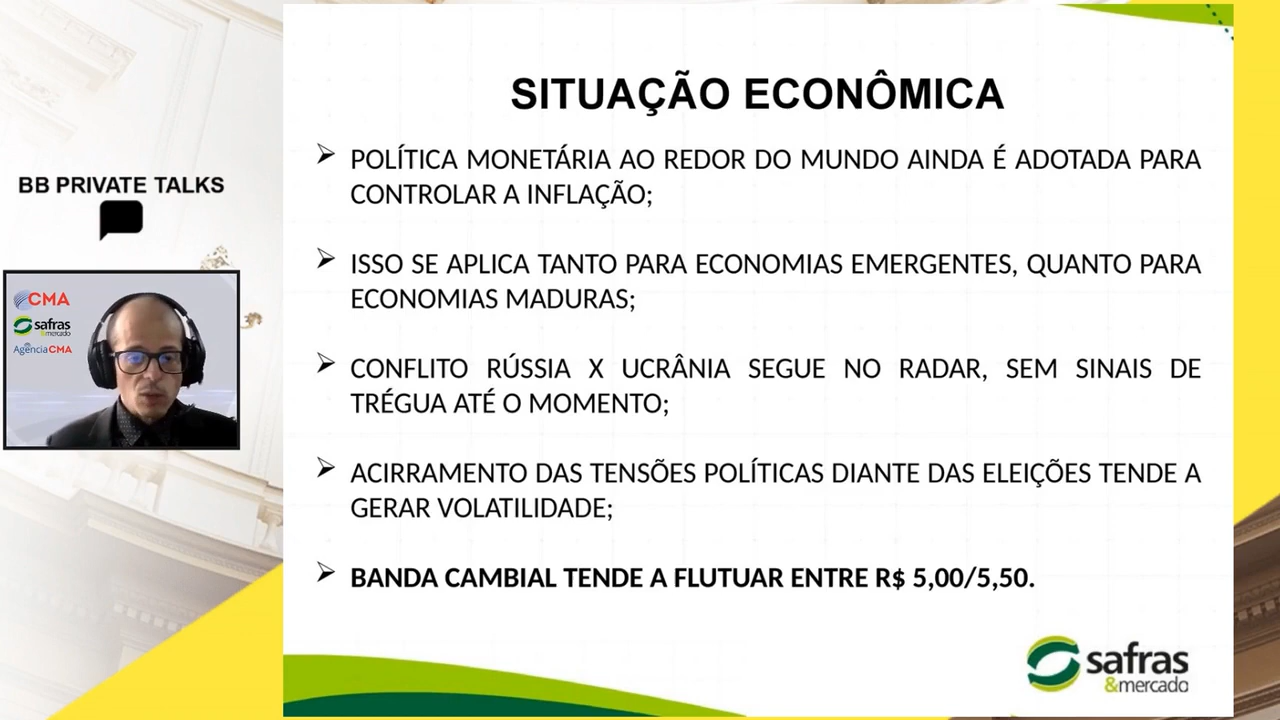 SITUAÇÃO ECONÔMICA
POLÍTICA MONETÁRIA AO REDOR DO MUNDO AINDA É ADOTADA PARA
CONTROLAR A INFLAÇÃO;
ISSO SE APLICA TANTO PARA ECONOMIAS EMERGENTES, QUANTO PARA
ECONOMIAS MADURAS;
CONFLITO RÚSSIA X UCRÂNIA SEGUE NO RADAR, SEM SINAIS DE
TRÉGUA ATÉ O MOMENTO;
ACIRRAMENTO DAS TENSÕES POLÍTICAS DIANTE DAS ELEIÇÕES TENDE A
GERAR VOLATILIDADE;
BANDA CAMBIAL TENDE A FLUTUAR ENTRE R$ 5,00/5,50.
safras
&mercado
BB PRIVATE TALKS
CMA
safras
&mercado
Agência CMA